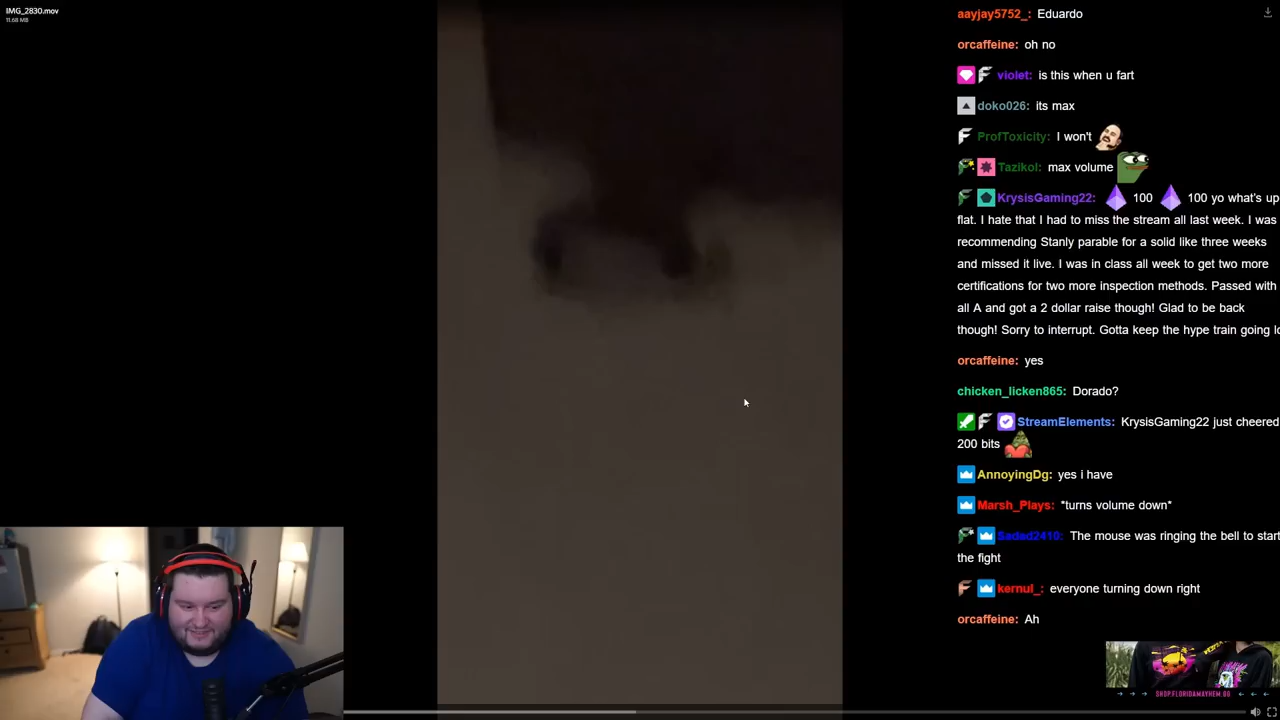 IMG_2830.mov
11.68 MB
aayjay5752_: Eduardo
orcaffeine: oh no
violet: is this when u fart
doko026: its max
ProfToxicity: I won't
Tazikol: max volume
KrysisGaming22: 100 100 yo what's up
flat. I hate that I had to miss the stream all last week. I was
recommending Stanly parable for a solid like three weeks
and missed it live. I was in class all week to get two more
certifications for two more inspection methods. Passed with
all A and got a 2 dollar raise though! Glad to be back
though! Sorry to interrupt. Gotta keep the hype train going
orcaffeine: yes
chicken_licken865: Dorado?
StreamElements: KrysisGaming22 just cheered
200 bits
AnnoyingDg: yes i have
Marsh_Plays: *turns volume down*
Sadad2410: The mouse was ringing the bell to start
the fight
kernul_: everyone turning down right
orcaffeine: Ah
SHOP.FLORIDAMAYHEM.GG